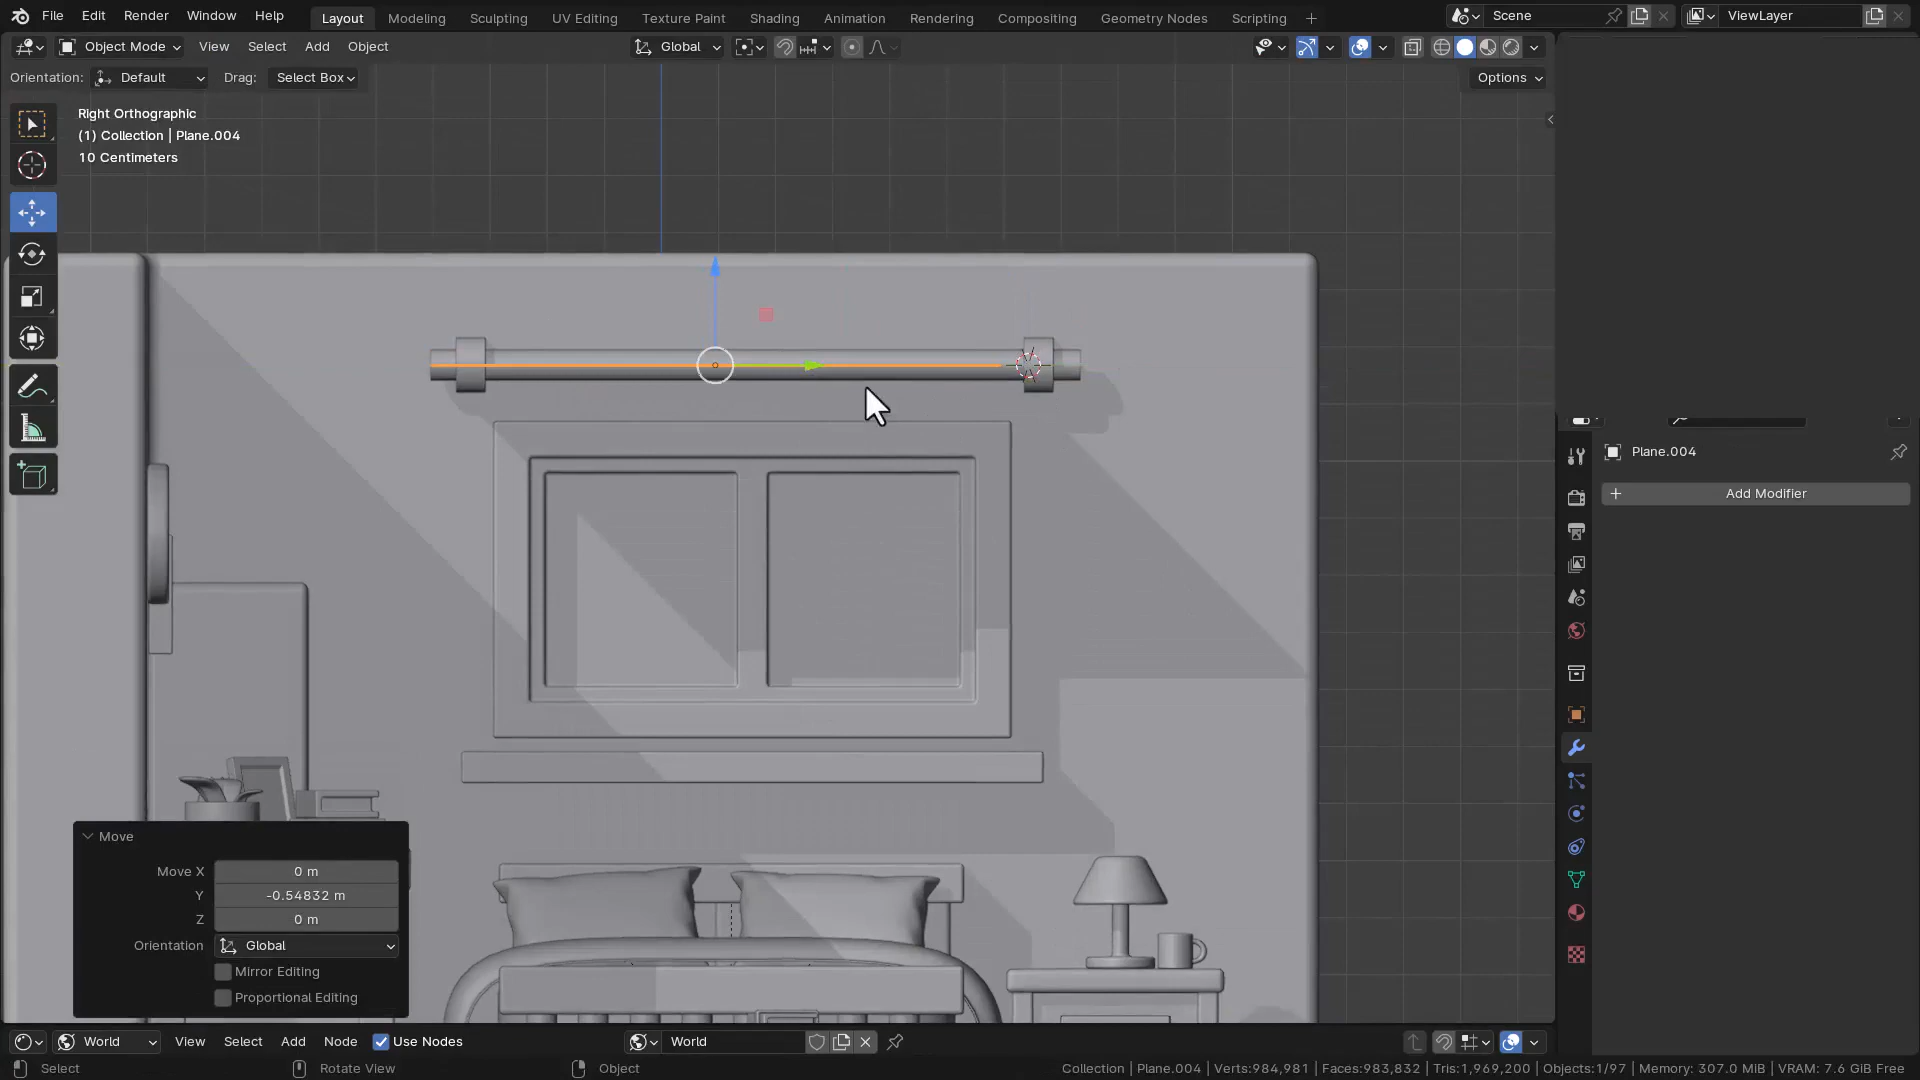 File Edit Render Window Help Layout Modeling Sculpting UV Editing Texture Paint Shading Animation Rendering Compositing Geometry Nodes Scripting + Scene ViewLayer
Object Mode View Select Add Object Global
Orientation: Default Drag: Select Box Options
Right Orthographic
(1) Collection | Plane.004
10 Centimeters
Plane.004
+ Add Modifier
Move
Move X 0 m
Y -0.54832 m
Z 0 m
Orientation Global
Mirror Editing
Proportional Editing
World View Select Add Node Use Nodes World
Select Rotate View Object Collection | Plane.004 | Verts:984,981 | Faces:983,832 | Tris:1,969,200 | Objects:1/97 | Memory: 307.0 MiB | VRAM: 7.6 GiB Free